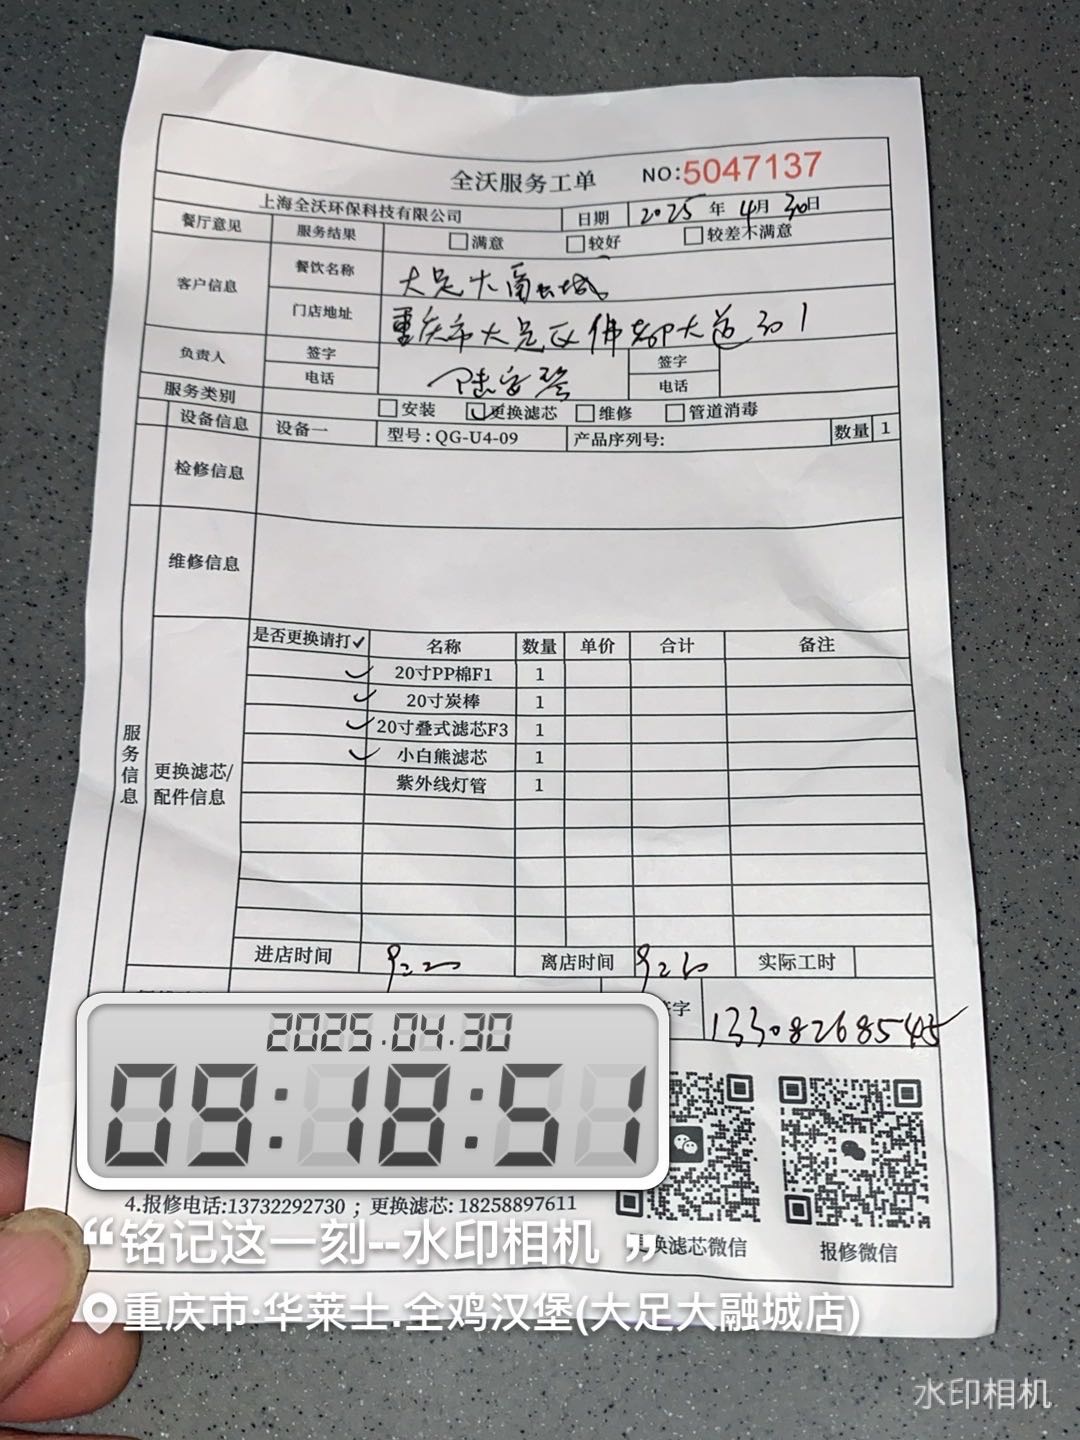 全沃服务工单 NO:5047137
上海全沃环保科技有限公司 日期 2025 年 4月 30日
餐厅意见 服务结果 满意 较好 较差不满意
客户信息 餐饮名称 大足大商城
门店地址 重庆市大足区佛都大道301
负责人 签字 签字
电话 电话
服务类别 安装 更换滤芯 维修 管道消毒
设备信息 设备一 型号:QG-U4-09 产品序列号: 数量 1
检修信息
维修信息
服务信息
更换滤芯/
配件信息
是否更换请打✓ 名称 数量 单价 合计 备注
✓ 20寸PP棉F1 1
✓ 20寸炭棒 1
✓ 20寸叠式滤芯F3 1
✓ 小白熊滤芯 1
紫外线灯管 1
进店时间 离店时间 实际工时
字 13308268545
2025.04.30
09:18:51
4.报修电话:13732292730 ; 更换滤芯: 18258897611
换滤芯微信 报修微信
“铭记这一刻--水印相机 ”
重庆市·华莱士.全鸡汉堡(大足大融城店)
水印相机